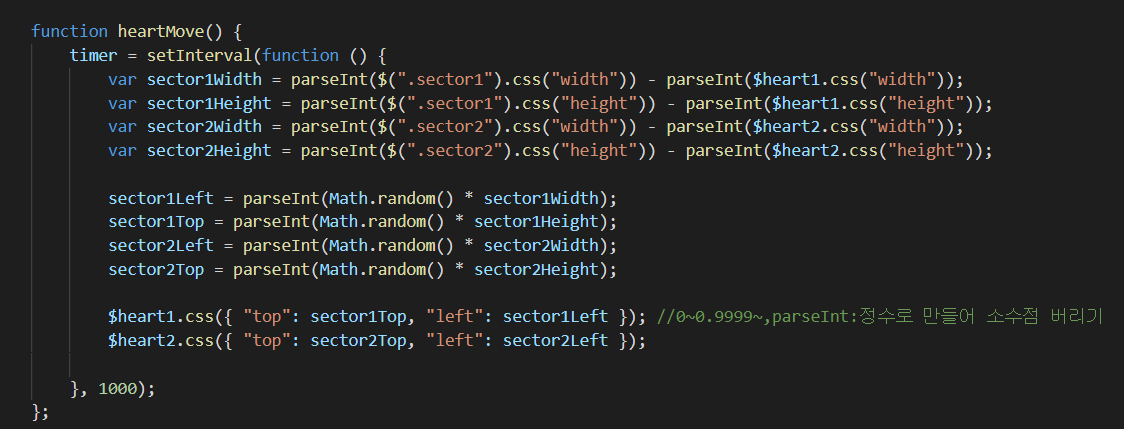 function heartMove() {
timer = setInterval(function () {
var sector1Width = parseInt($(".sector1").css("width")) - parseInt($heart1.css("width"));
var sector1Height = parseInt($(".sector1").css("height")) - parseInt($heart1.css("height"));
var sector2Width = parseInt($(".sector2").css("width")) - parseInt($heart2.css("width"));
var sector2Height = parseInt($(".sector2").css("height")) - parseInt($heart2.css("height"));
sector1Left = parseInt(Math.random() * sector1Width);
sector1Top = parseInt(Math.random() * sector1Height);
sector2Left = parseInt(Math.random() * sector2Width);
sector2Top = parseInt(Math.random() * sector2Height);
$heart1.css({ "top": sector1Top, "left": sector1Left }); //0~0.9999~,parseInt:정수로 만들어 소수점 버리기
$heart2.css({ "top": sector2Top, "left": sector2Left });
}, 1000);
};